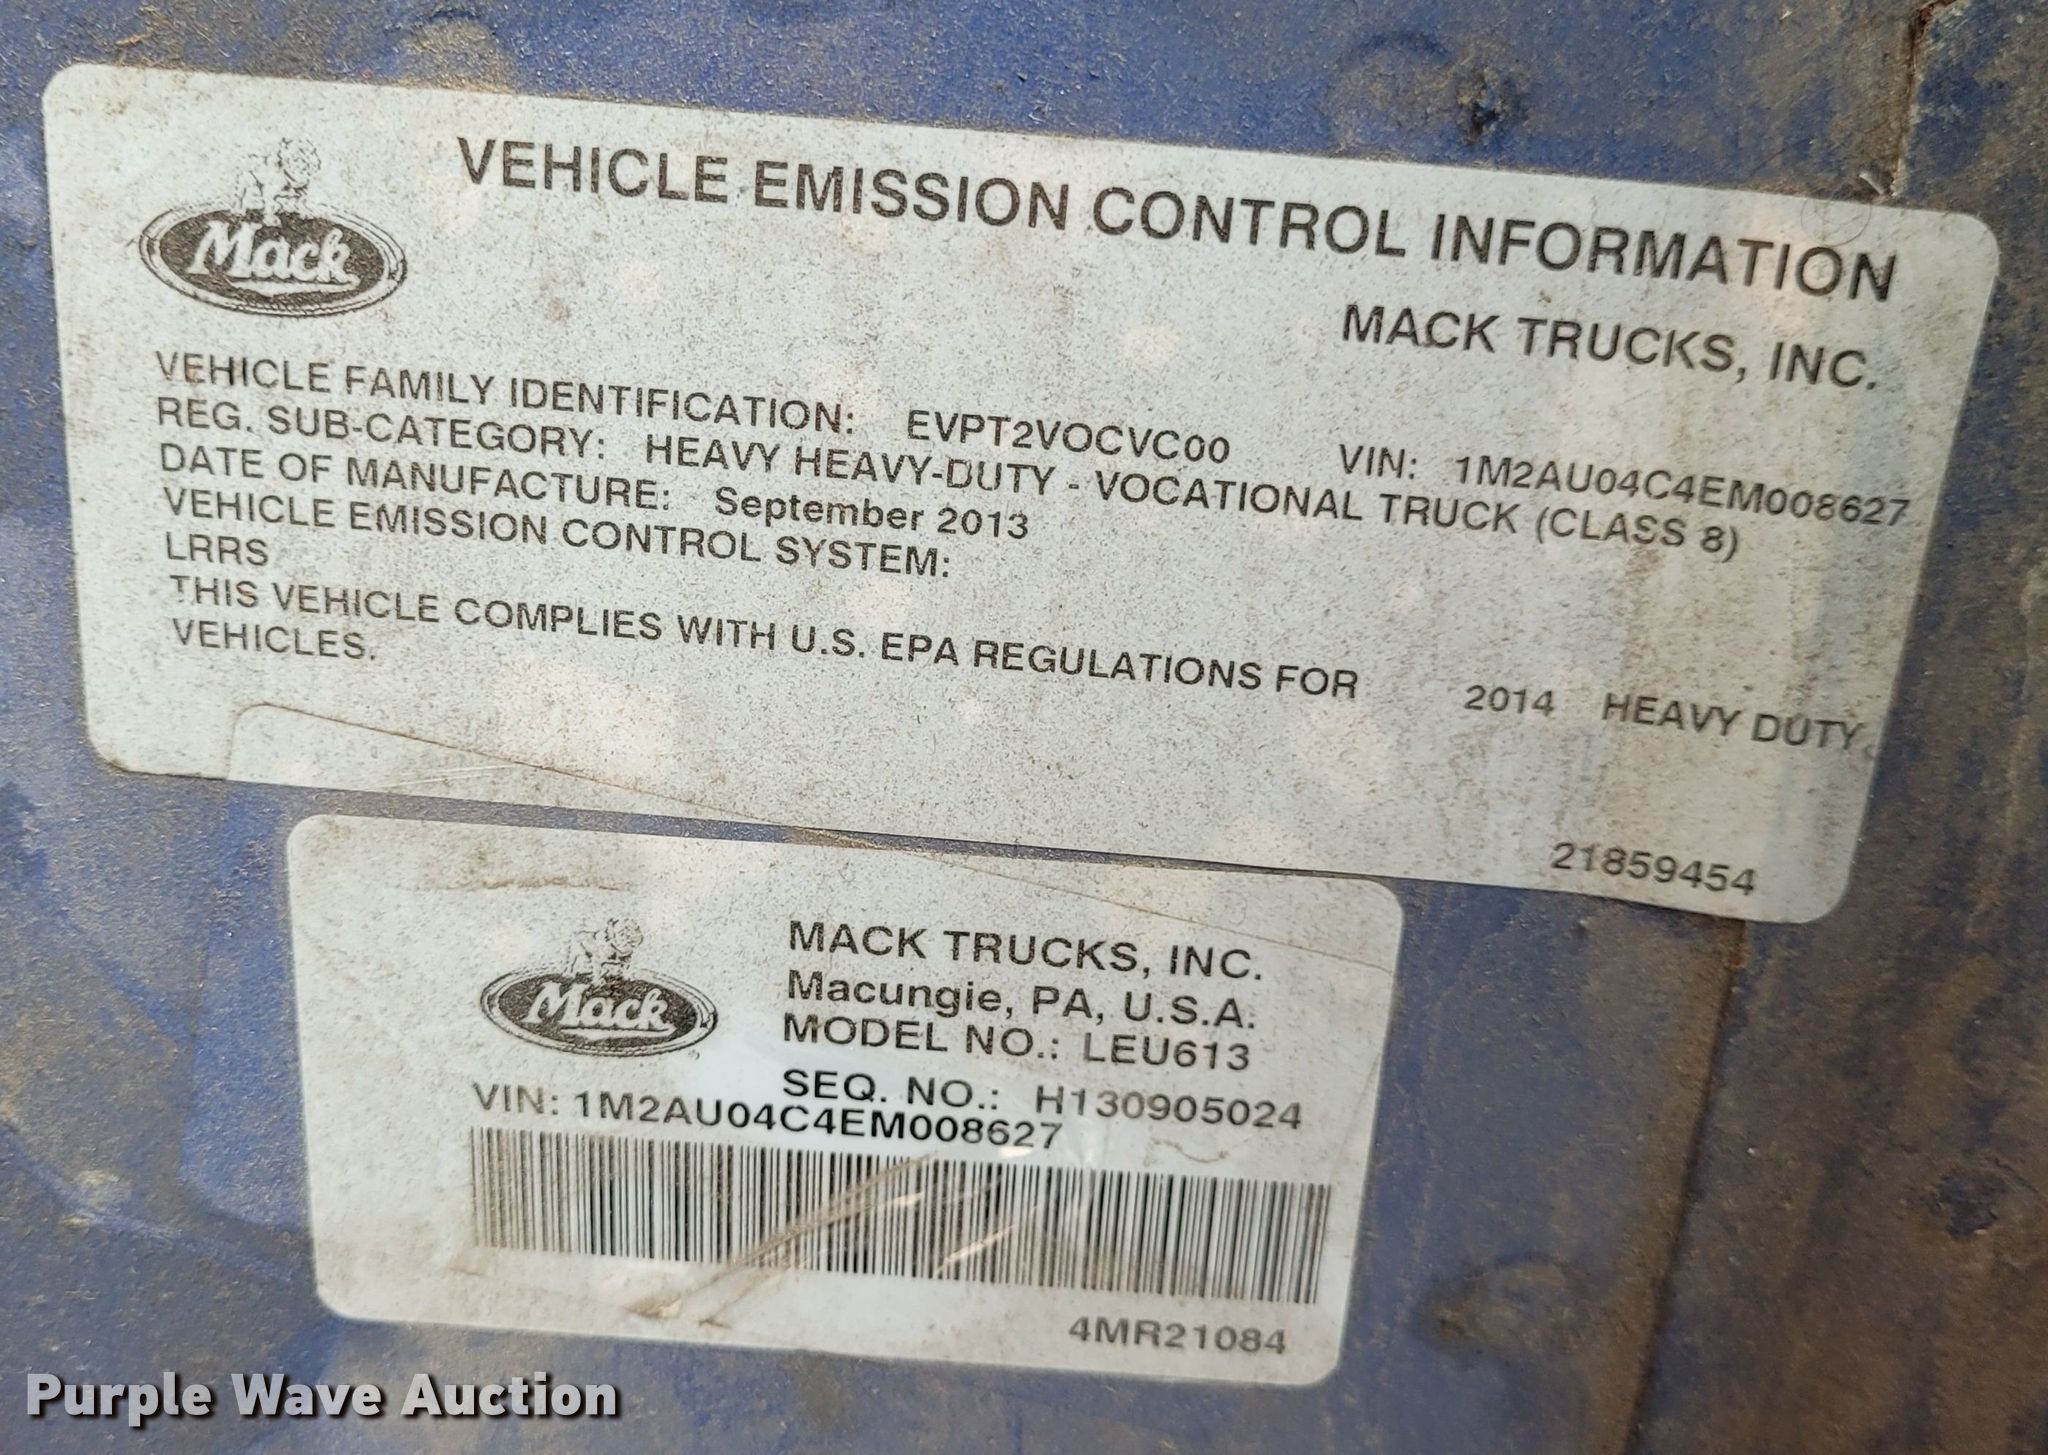 Mack
VEHICLE EMISSION CONTROL INFORMATION
MACK TRUCKS, INC.
VEHICLE FAMILY IDENTIFICATION: EVPT2VOCVC00 VIN: 1M2AU04C4EM008627
REG. SUB-CATEGORY: HEAVY HEAVY-DUTY - VOCATIONAL TRUCK (CLASS 8)
DATE OF MANUFACTURE: September 2013
VEHICLE EMISSION CONTROL SYSTEM:
LRRS
THIS VEHICLE COMPLIES WITH U.S. EPA REGULATIONS FOR 2014 HEAVY DUTY
VEHICLES.
21859454
Mack
MACK TRUCKS, INC.
Macungie, PA, U.S.A.
MODEL NO.: LEU613
SEQ. NO.: H130905024
VIN: 1M2AU04C4EM008627
4MR21084
Purple Wave Auction